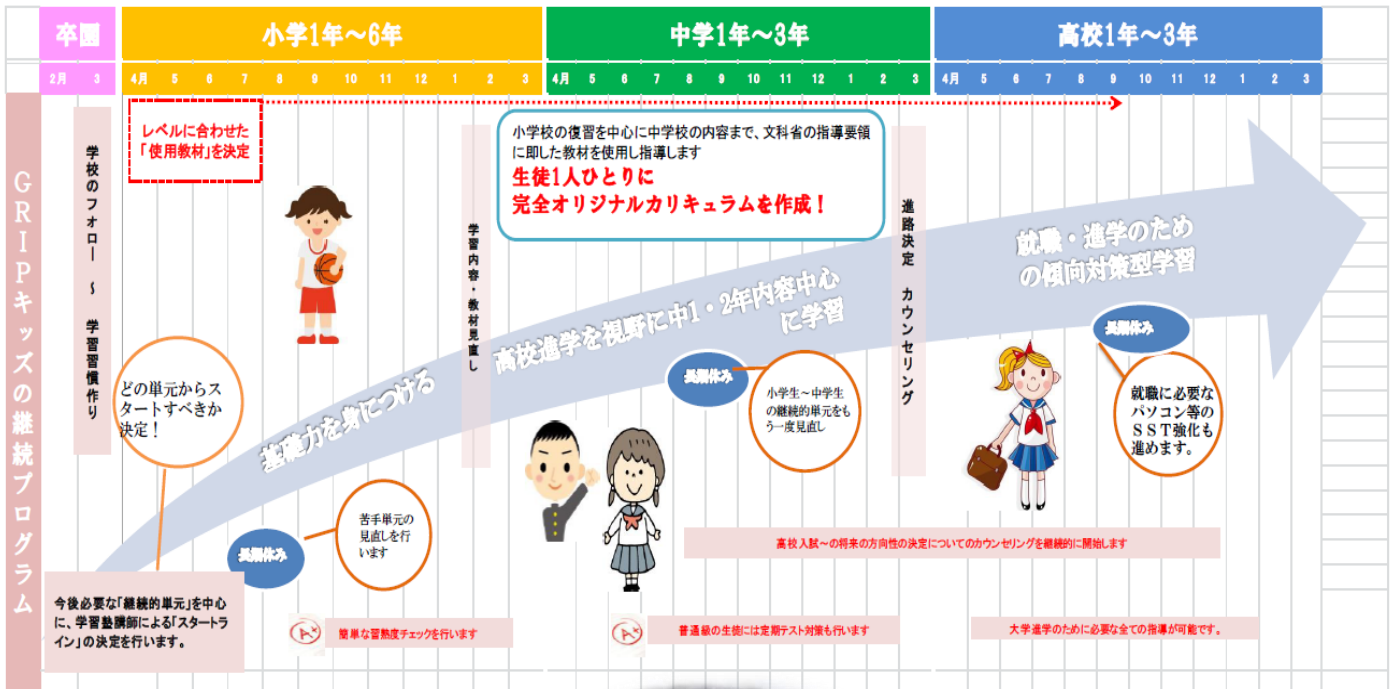 卒園
小学1年～6年
中学1年～3年
高校1年～3年
2月 3 4月 5 6 7 8 9 10 11 12 1 2 3 4月 5 6 7 8 9 10 11 12 1 2 3 4月 5 6 7 8 9 10 11 12 1 2 3
GRIPキッズの継続プログラム
学校のフォロー ～ 学習習慣作り
レベルに合わせた
「使用教材」を決定
小学校の復習を中心に中学校の内容まで、文科省の指導要領
に即した教材を使用し指導します
生徒1人ひとりに
完全オリジナルカリキュラムを作成！
学習内容・教材見直し
進路決定 カウンセリング
基礎力を身につける
高校進学を視野に中1・2年内容中心
に学習
就職・進学のため
の傾向対策型学習
どの単元からス
タートすべきか
決定！
長期休み
苦手単元の
見直しを行
います
長期休み
小学生～中学生
の継続的単元をも
う一度見直し
長期休み
就職に必要な
パソコン等の
ＳＳＴ強化も
進めます。
高校入試～の将来の方向性の決定についてのカウンセリングを継続的に開始します
今後必要な「継続的単元」を中心
に、学習塾講師による「スタートラ
イン」の決定を行います。
A+
簡単な習熟度チェックを行います
A+
普通級の生徒には定期テスト対策も行います
大学進学のために必要な全ての指導が可能です。